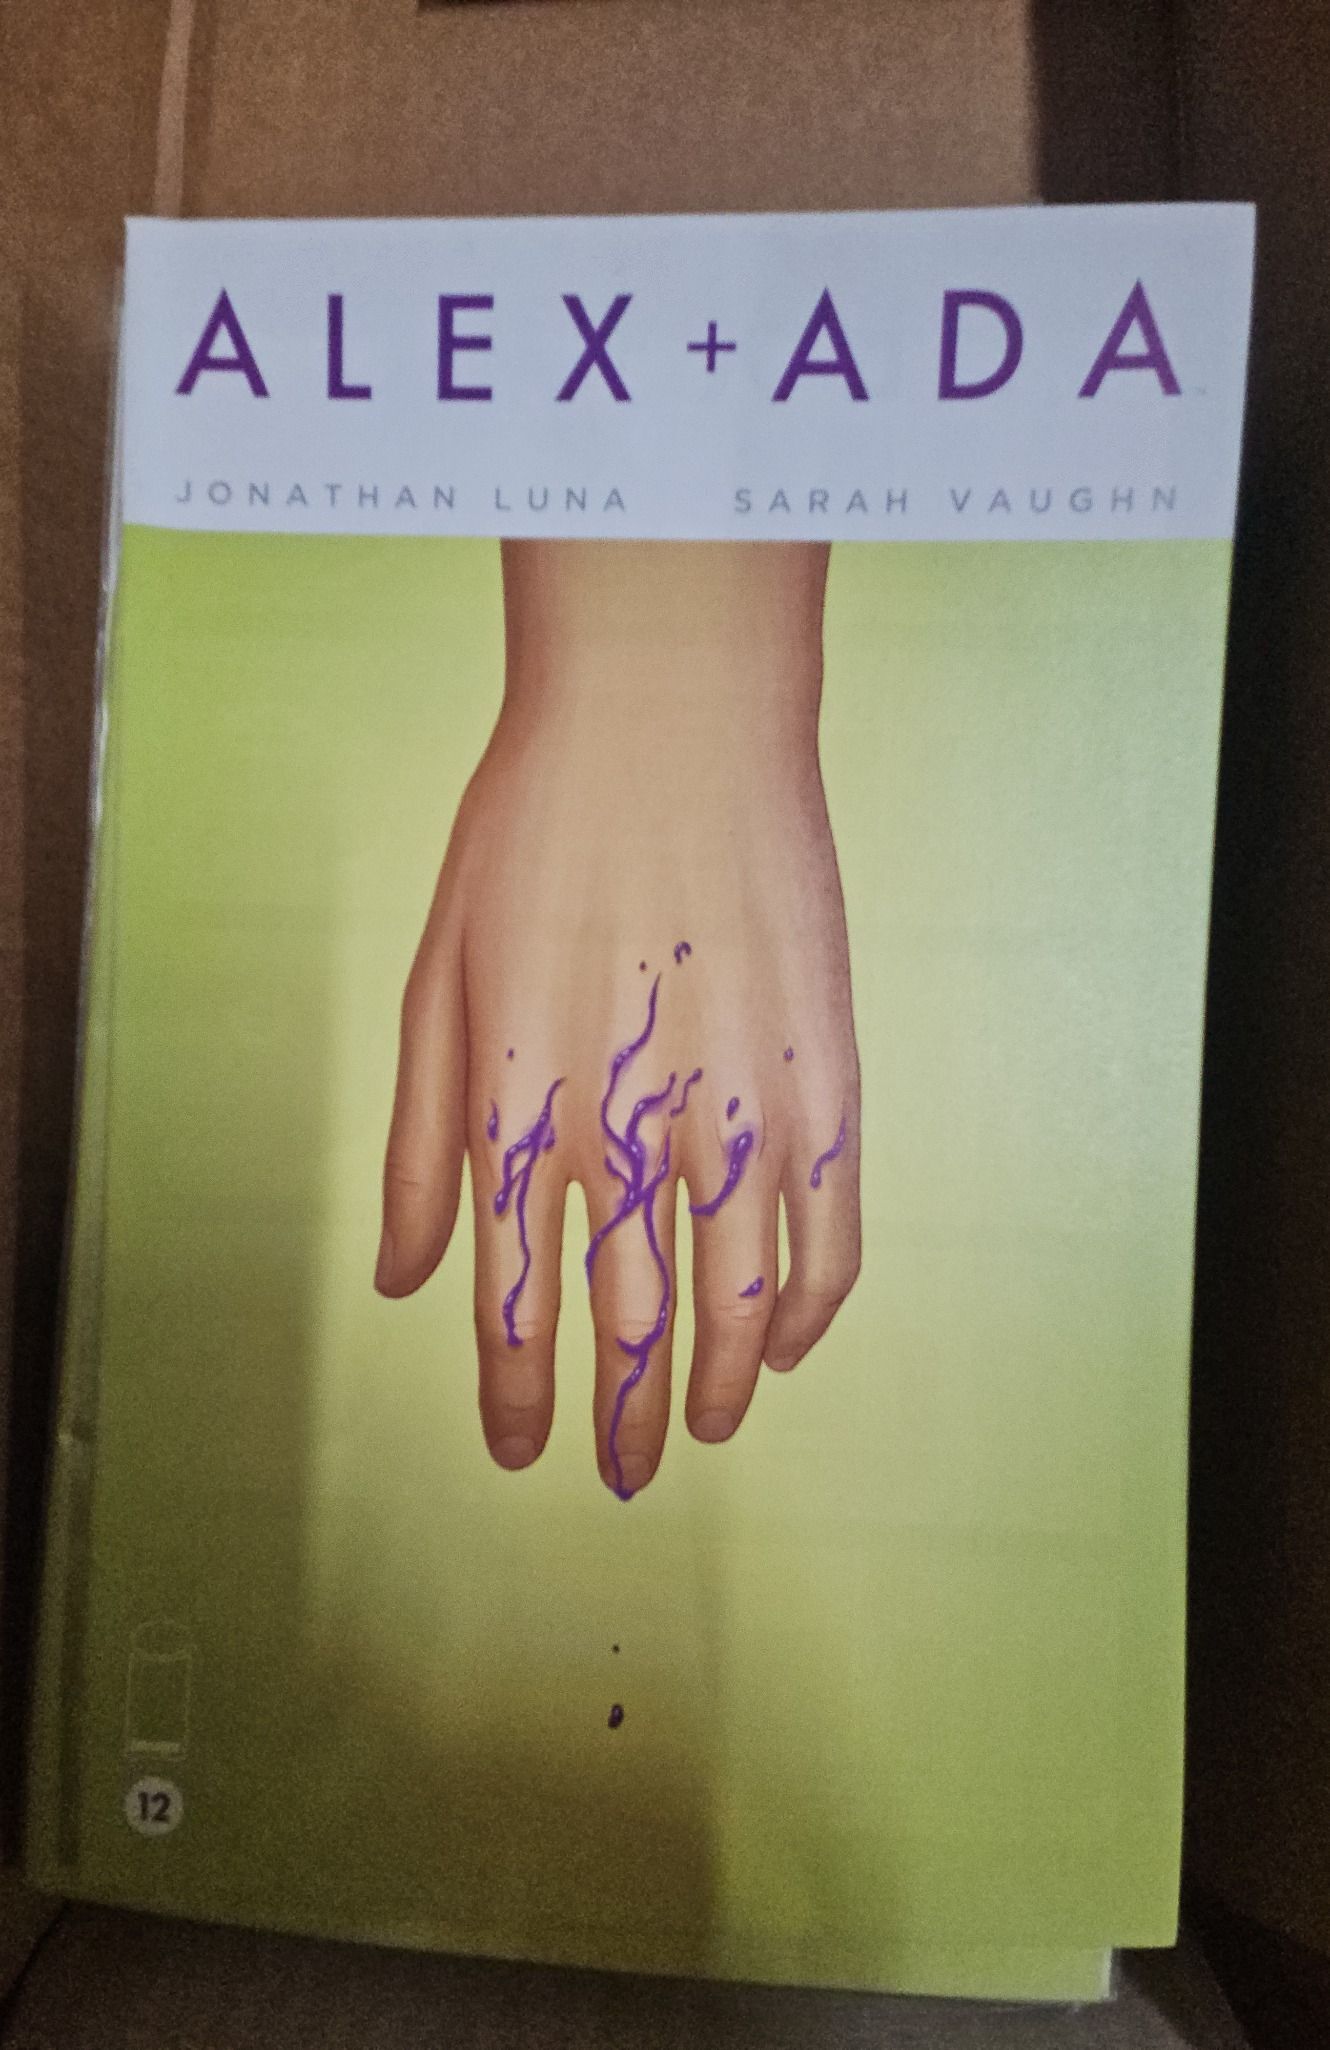 ALEX + ADA
JONATHAN LUNA SARAH VAUGHN
12